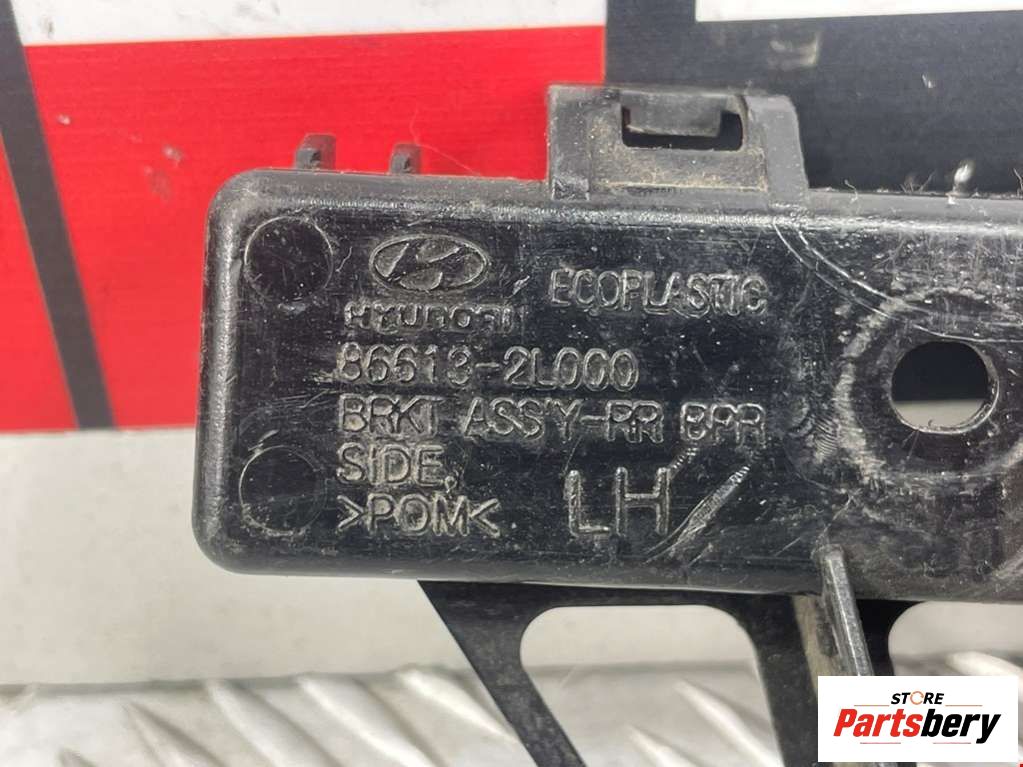 ECOPLASTIC
HYUNDAI
86613-2L000
BRKT ASS'Y-RR BPR
SIDE,
LH
>POM<
STORE
Partsbery